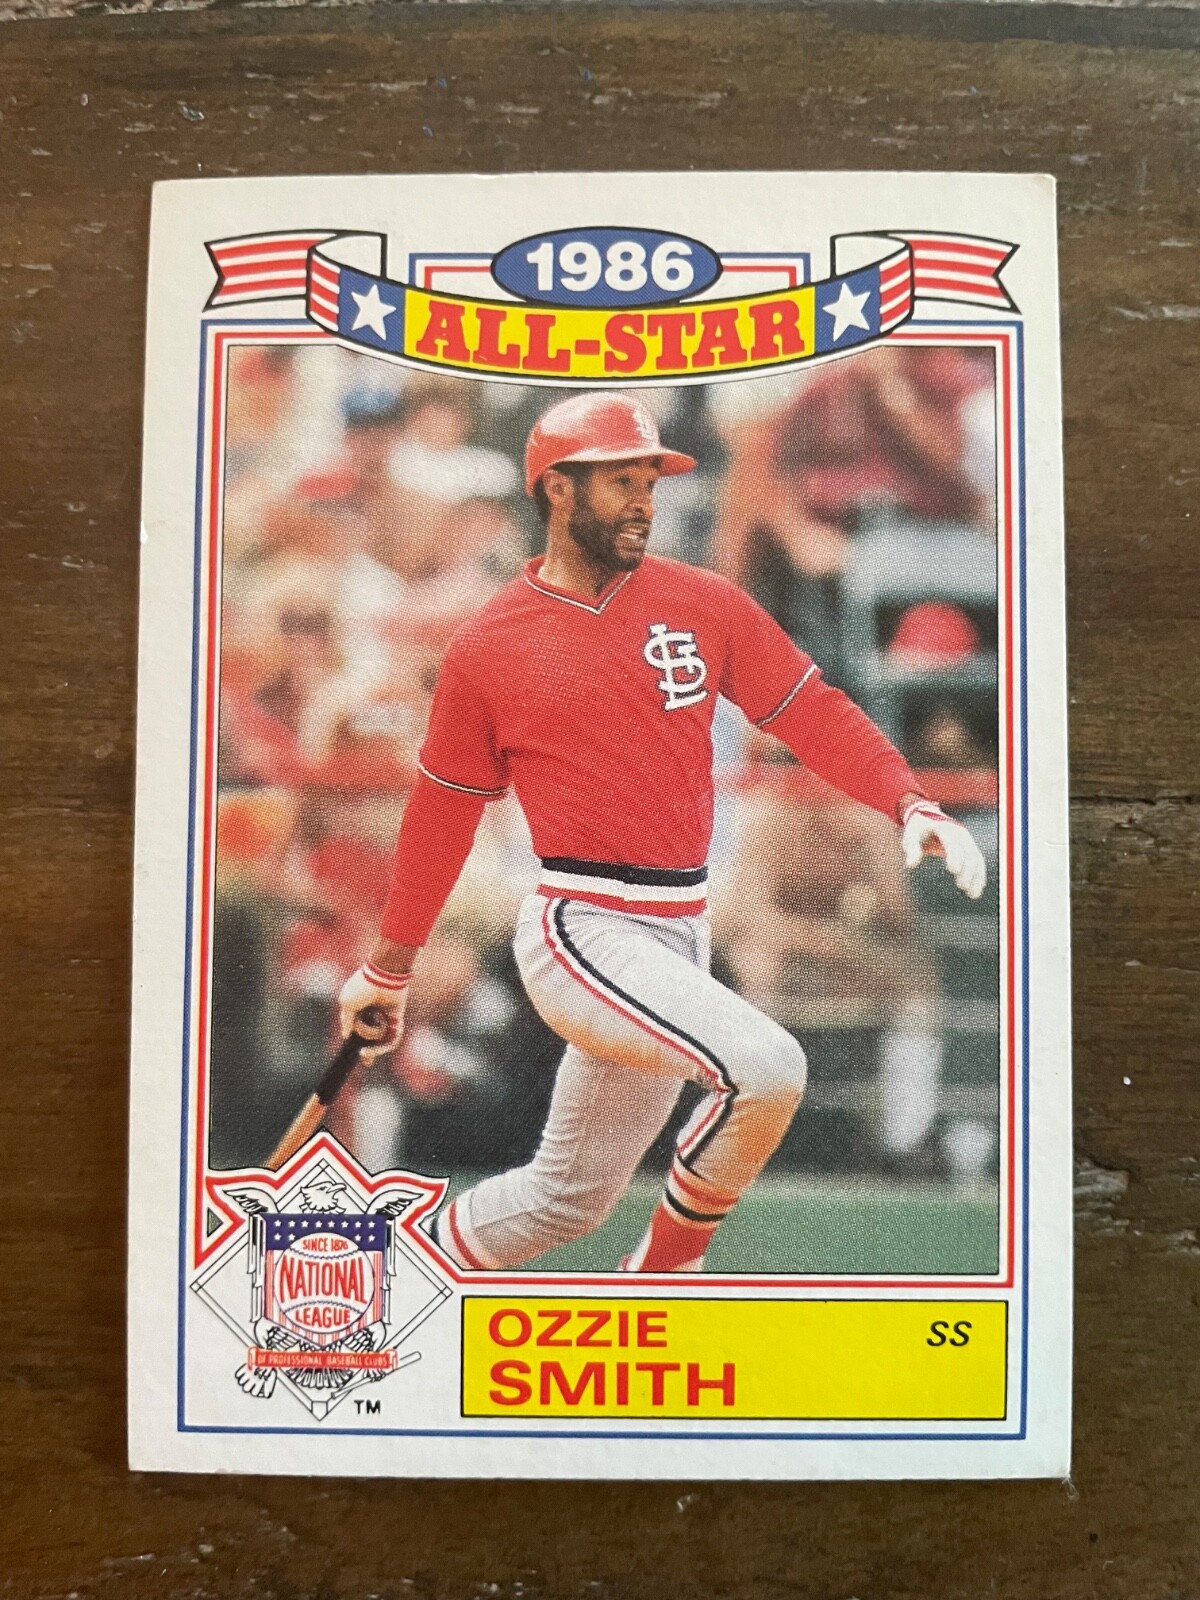 1986
ALL-STAR
STL
SINCE 1876
NATIONAL
LEAGUE
OF PROFESSIONAL BASEBALL CLUBS
TM
OZZIE
SMITH
SS